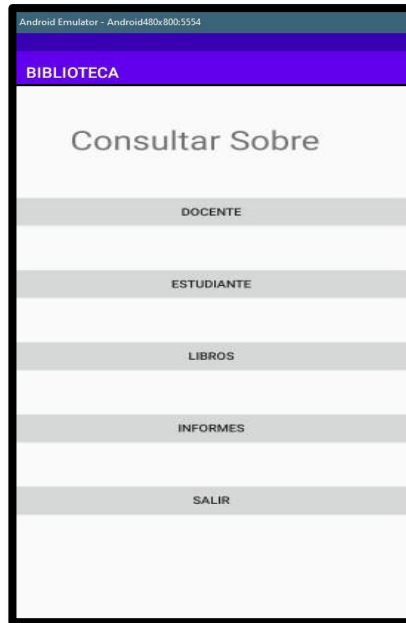 Android Emulator - Android480x800:5554
BIBLIOTECA
Consultar Sobre
DOCENTE
ESTUDIANTE
LIBROS
INFORMES
SALIR